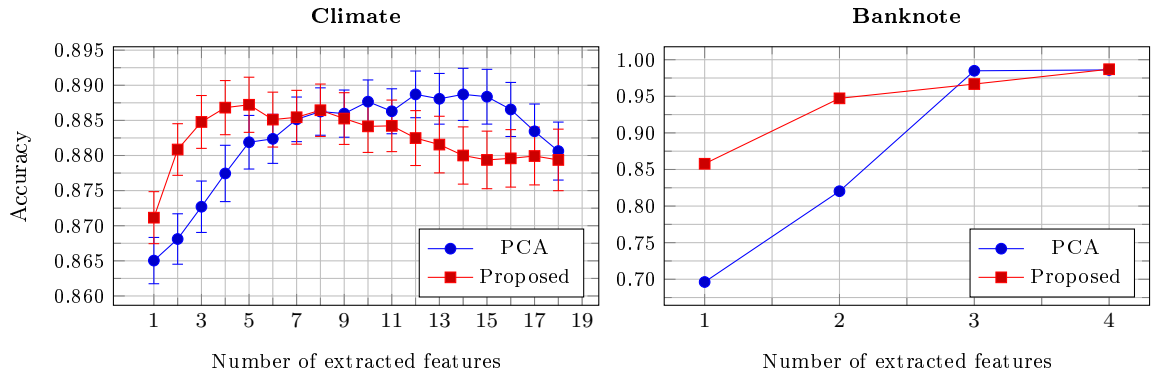 Climate
Accuracy
0.895
0.890
0.885
0.880
0.875
0.870
0.865
0.860
PCA
Proposed
1 3 5 7 9 11 13 15 17 19
Number of extracted features
Banknote
1.00
0.95
0.90
0.85
0.80
0.75
0.70
PCA
Proposed
1 2 3 4
Number of extracted features